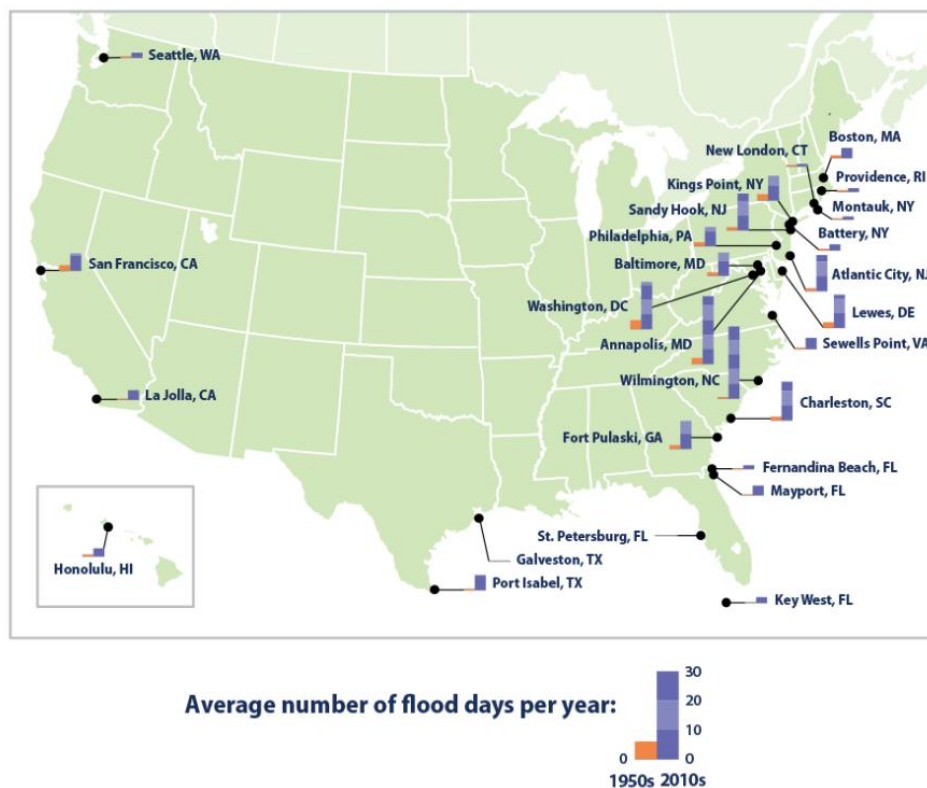 Seattle, WA
Boston, MA
New London, CT
Providence, RI
Kings Point, NY
Montauk, NY
Sandy Hook, NJ
Battery, NY
Philadelphia, PA
San Francisco, CA
Baltimore, MD
Atlantic City, NJ
Washington, DC
Lewes, DE
Annapolis, MD
Sewells Point, VA
Wilmington, NC
La Jolla, CA
Charleston, SC
Fort Pulaski, GA
Fernandina Beach, FL
Mayport, FL
St. Petersburg, FL
Galveston, TX
Honolulu, HI
Port Isabel, TX
Key West, FL
30
Average number of flood days per year:
20
10
0
0
1950s 2010s